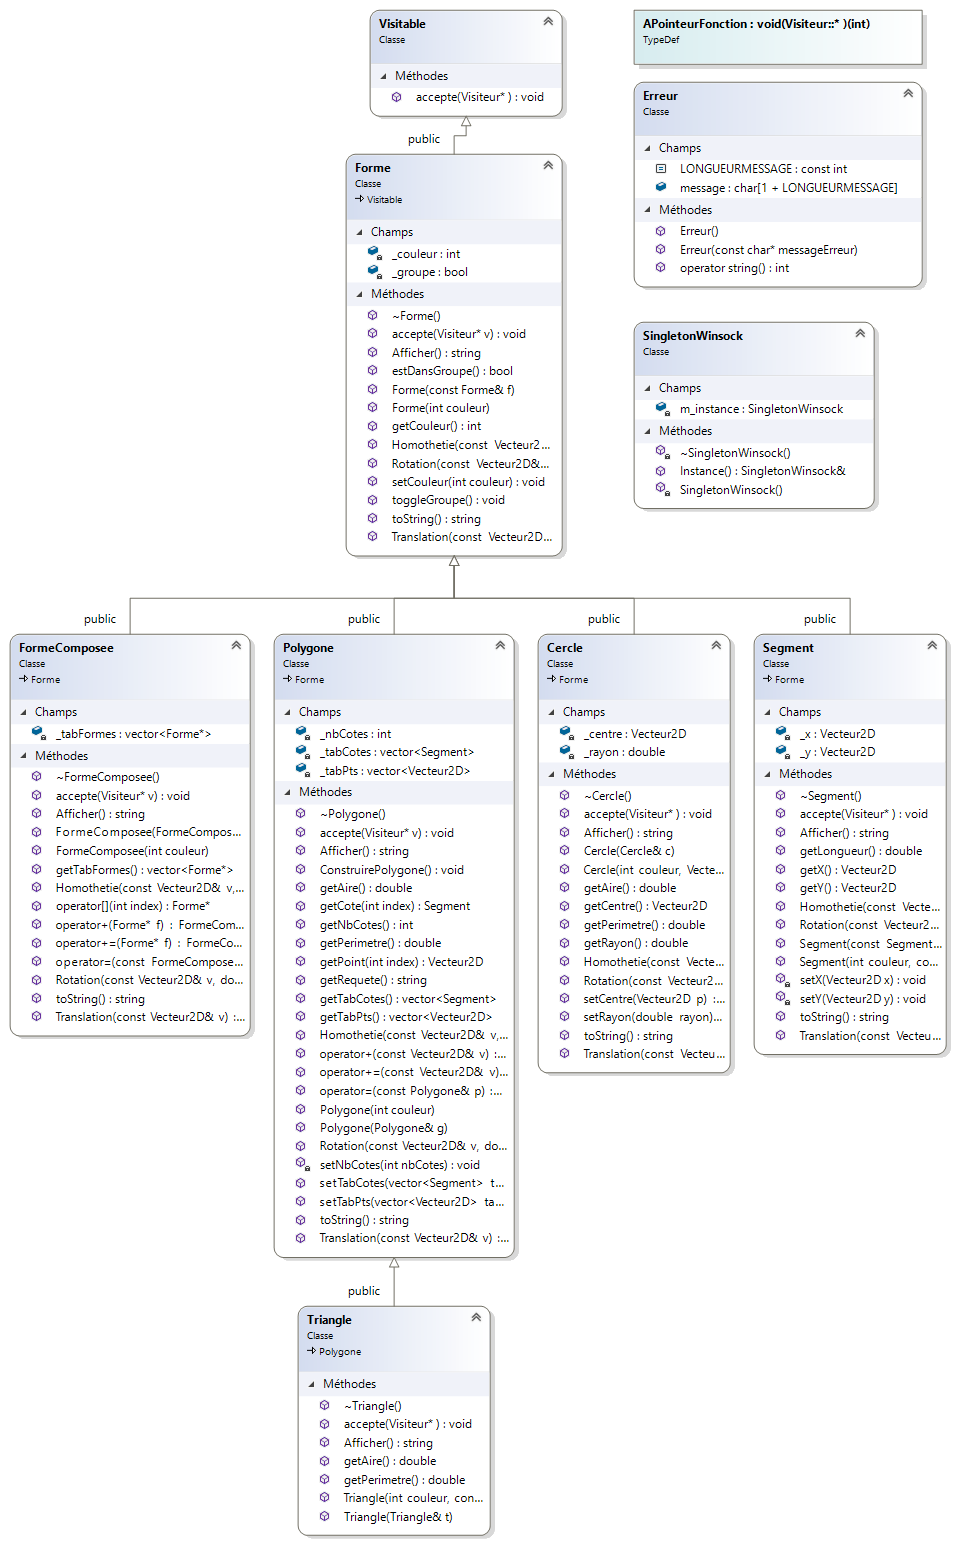 Visitable
Classe
Méthodes
accepte(Visiteur* ) : void
APointeurFonction : void(Visiteur::* )(int)
TypeDef
Erreur
Classe
Champs
LONGUEURMESSAGE : const int
message : char[1 + LONGUEURMESSAGE]
Méthodes
Erreur()
Erreur(const char* messageErreur)
operator string() : int
public
Forme
Classe
Visitable
Champs
_couleur : int
_groupe : bool
Méthodes
~Forme()
accepte(Visiteur* v) : void
Afficher() : string
estDansGroupe() : bool
Forme(const Forme& f)
Forme(int couleur)
getCouleur() : int
Homothetie(const Vecteur2...
Rotation(const Vecteur2D&...
setCouleur(int couleur) : void
toggleGroupe() : void
toString() : string
Translation(const Vecteur2D...
SingletonWinsock
Classe
Champs
m_instance : SingletonWinsock
Méthodes
~SingletonWinsock()
Instance() : SingletonWinsock&
SingletonWinsock()
public
public
public
public
FormeComposee
Classe
Forme
Champs
_tabFormes : vector<Forme*>
Méthodes
~FormeComposee()
accepte(Visiteur* v) : void
Afficher() : string
FormeComposee(FormeCompos...
FormeComposee(int couleur)
getTabFormes() : vector<Forme*>
Homothetie(const Vecteur2D& v,...
operator[](int index) : Forme*
operator+(Forme* f) : FormeCom...
operator+=(Forme* f) : FormeCo...
operator=(const FormeCompose...
Rotation(const Vecteur2D& v, do...
toString() : string
Translation(const Vecteur2D& v) :...
Polygone
Classe
Forme
Champs
_nbCotes : int
_tabCotes : vector<Segment>
_tabPts : vector<Vecteur2D>
Méthodes
~Polygone()
accepte(Visiteur* v) : void
Afficher() : string
ConstruirePolygone() : void
getAire() : double
getCote(int index) : Segment
getNbCotes() : int
getPerimetre() : double
getPoint(int index) : Vecteur2D
getRequete() : string
getTabCotes() : vector<Segment>
getTabPts() : vector<Vecteur2D>
Homothetie(const Vecteur2D& v,...
operator+(const Vecteur2D& v) :...
operator+=(const Vecteur2D& v)...
operator=(const Polygone& p) :...
Polygone(int couleur)
Polygone(Polygone& g)
Rotation(const Vecteur2D& v, do...
setNbCotes(int nbCotes) : void
setTabCotes(vector<Segment> t...
setTabPts(vector<Vecteur2D> ta...
toString() : string
Translation(const Vecteur2D& v) :...
Cercle
Classe
Forme
Champs
_centre : Vecteur2D
_rayon : double
Méthodes
~Cercle()
accepte(Visiteur* ) : void
Afficher() : string
Cercle(Cercle& c)
Cercle(int couleur, Vecte...
getAire() : double
getCentre() : Vecteur2D
getPerimetre() : double
getRayon() : double
Homothetie(const Vecte...
Rotation(const Vecteur2...
setCentre(Vecteur2D p) :...
setRayon(double rayon)...
toString() : string
Translation(const Vecteu...
Segment
Classe
Forme
Champs
_x : Vecteur2D
_y : Vecteur2D
Méthodes
~Segment()
accepte(Visiteur* ) : void
Afficher() : string
getLongueur() : double
getX() : Vecteur2D
getY() : Vecteur2D
Homothetie(const Vecte...
Rotation(const Vecteur2...
Segment(const Segment...
Segment(int couleur, co...
setX(Vecteur2D x) : void
setY(Vecteur2D y) : void
toString() : string
Translation(const Vecteu...
public
Triangle
Classe
Polygone
Méthodes
~Triangle()
accepte(Visiteur* ) : void
Afficher() : string
getAire() : double
getPerimetre() : double
Triangle(int couleur, con...
Triangle(Triangle& t)